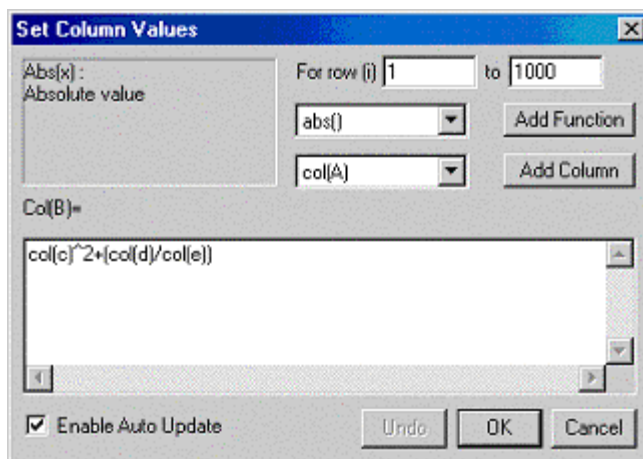 Set Column Values
Abs(x) :
Absolute value
For row (i) 1 to 1000
abs() Add Function
col(A) Add Column
Col(B)=
col(c)^2+(col(d)/col(e))
Enable Auto Update Undo OK Cancel